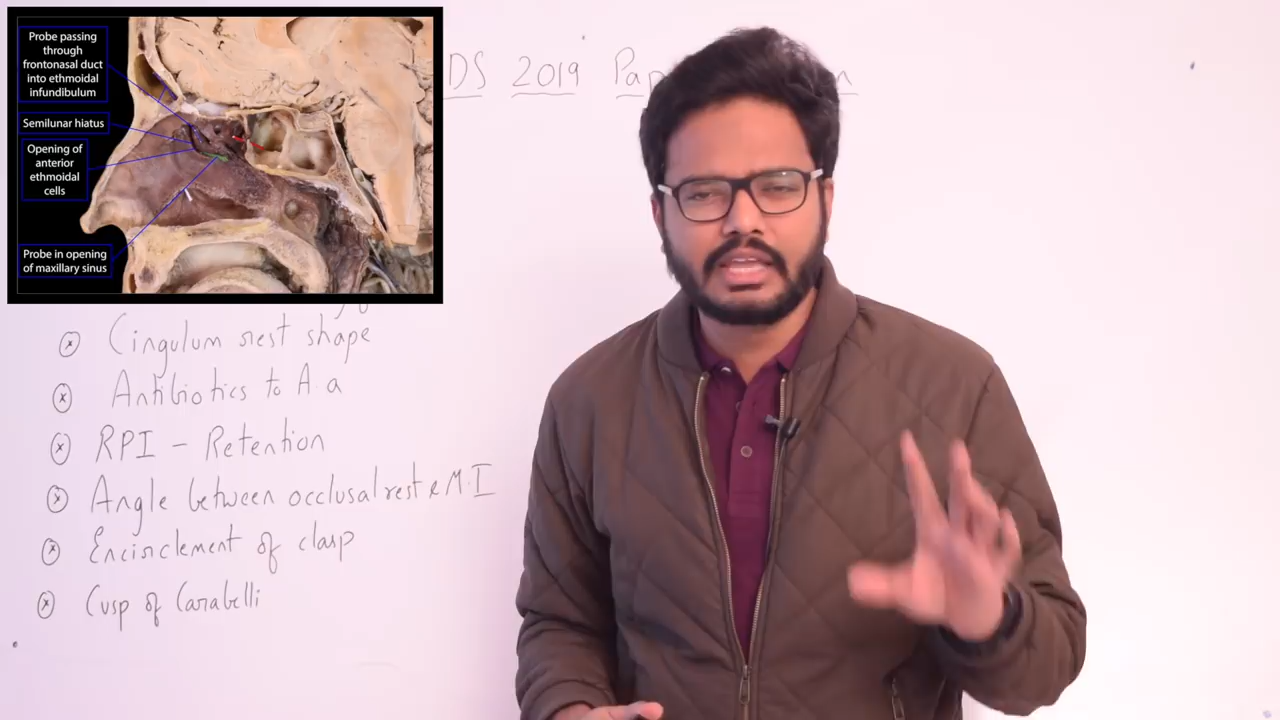 Probe passing
through
frontonasal duct
into ethmoidal
infundibulum
Semilunar hiatus
Opening of
anterior
ethmoidal
cells
Probe in opening
of maxillary sinus
DS 2019 Pap
Cingulum rest shape
Antibiotics to A.a
RPI - Retention
Angle between occlusal rest & M.I
Encirclement of clasp
Cusp of Carabelli